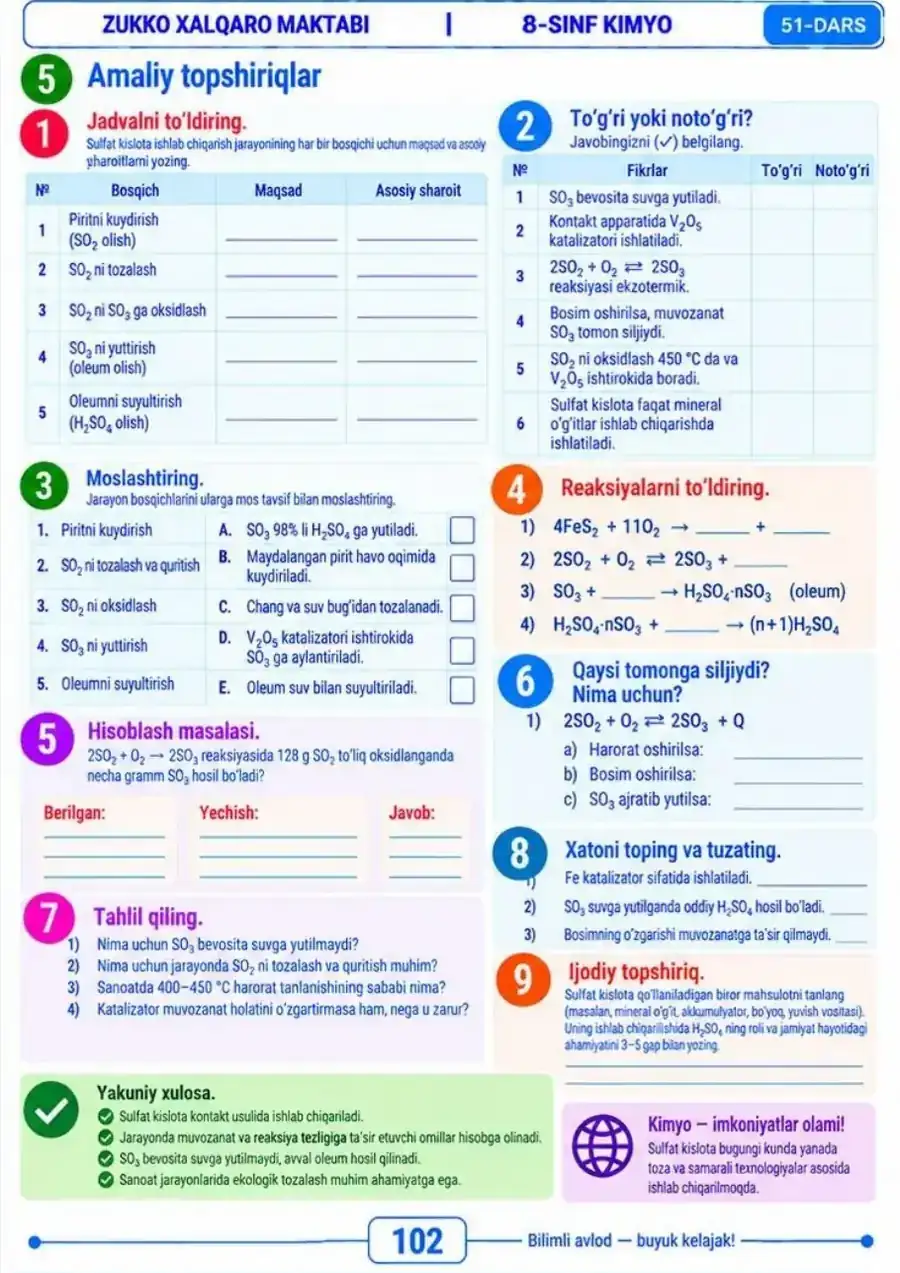 ZUKKO XALQARO MAKTABI | 8-SINF KIMYO 51-DARS
5 Amaliy topshiriqlar
1 Jadvalni to'ldiring.
Sulfat kislota ishlab chiqarish jarayonining har bir bosqichi uchun maqsad va asosiy
sharoitlarni yozing.
№ Bosqich Maqsad Asosiy sharoit
1 Piritni kuydirish
(SO₂ olish)
2 SO₂ ni tozalash
3 SO₂ ni SO₃ ga oksidlash
4 SO₃ ni yuttirish
(oleum olish)
5 Oleumni suyultirish
(H₂SO₄ olish)
2 To'g'ri yoki noto'g'ri?
Javobingizni (✓) belgilang.
№ Fikrlar To'g'ri Noto'g'ri
1 SO₃ bevosita suvga yutiladi.
2 Kontakt apparatida V₂O₅
katalizatori ishlatiladi.
3 2SO₂ + O₂ ⇄ 2SO₃
reaksiyasi ekzotermik.
4 Bosim oshirilsa, muvozanat
SO₃ tomon siljiydi.
5 SO₂ ni oksidlash 450 °C da va
V₂O₅ ishtirokida boradi.
6 Sulfat kislota faqat mineral
o'g'itlar ishlab chiqarishda
ishlatiladi.
3 Moslashtiring.
Jarayon bosqichlarini ularga mos tavsif bilan moslashtiring.
1. Piritni kuydirish A. SO₃ 98% li H₂SO₄ ga yutiladi.
2. SO₂ ni tozalash va quritish B. Maydalangan pirit havo oqimida
kuydiriladi.
3. SO₂ ni oksidlash C. Chang va suv bug'idan tozalanadi.
4. SO₃ ni yuttirish D. V₂O₅ katalizatori ishtirokida
SO₃ ga aylantiriladi.
5. Oleumni suyultirish E. Oleum suv bilan suyultiriladi.
4 Reaksiyalarni to'ldiring.
1) 4FeS₂ + 11O₂ → _____ + _____
2) 2SO₂ + O₂ ⇄ 2SO₃ + _____
3) SO₃ + _____ → H₂SO₄·nSO₃ (oleum)
4) H₂SO₄·nSO₃ + _____ → (n+1)H₂SO₄
5 Hisoblash masalasi.
2SO₂ + O₂ → 2SO₃ reaksiyasida 128 g SO₂ to'liq oksidlanganda
necha gramm SO₃ hosil bo'ladi?
Berilgan: Yechish: Javob:
6 Qaysi tomonga siljiydi?
Nima uchun?
1) 2SO₂ + O₂ ⇄ 2SO₃ + Q
a) Harorat oshirilsa: _____
b) Bosim oshirilsa: _____
c) SO₃ ajratib yutilsa: _____
7 Tahlil qiling.
1) Nima uchun SO₃ bevosita suvga yutilmaydi?
2) Nima uchun jarayonda SO₂ ni tozalash va quritish muhim?
3) Sanoatda 400–450 °C harorat tanlanishining sababi nima?
4) Katalizator muvozanat holatini o'zgartirmasa ham, nega u zarur?
8 Xatoni toping va tuzating.
1) Fe katalizator sifatida ishlatiladi. _____
2) SO₃ suvga yutilganda oddiy H₂SO₄ hosil bo'ladi. _____
3) Bosimning o'zgarishi muvozanatga ta'sir qilmaydi. _____
9 Ijodiy topshiriq.
Sulfat kislota qo'llaniladigan biror mahsulotni tanlang
(masalan, mineral o'g'it, akkumulyator, bo'yoq, yuvish vositasi).
Uning ishlab chiqarilishida H₂SO₄ ning roli va jamiyat hayotidagi
ahamiyatini 3–5 gap bilan yozing.
Yakuniy xulosa.
Sulfat kislota kontakt usulida ishlab chiqariladi.
Jarayonda muvozanat va reaksiya tezligiga ta'sir etuvchi omillar hisobga olinadi.
SO₃ bevosita suvga yutilmaydi, avval oleum hosil qilinadi.
Sanoat jarayonlarida ekologik tozalash muhim ahamiyatga ega.
Kimyo – imkoniyatlar olami!
Sulfat kislota bugungi kunda yanada
toza va samarali texnologiyalar asosida
ishlab chiqarilmoqda.
102 Bilimli avlod — buyuk kelajak!